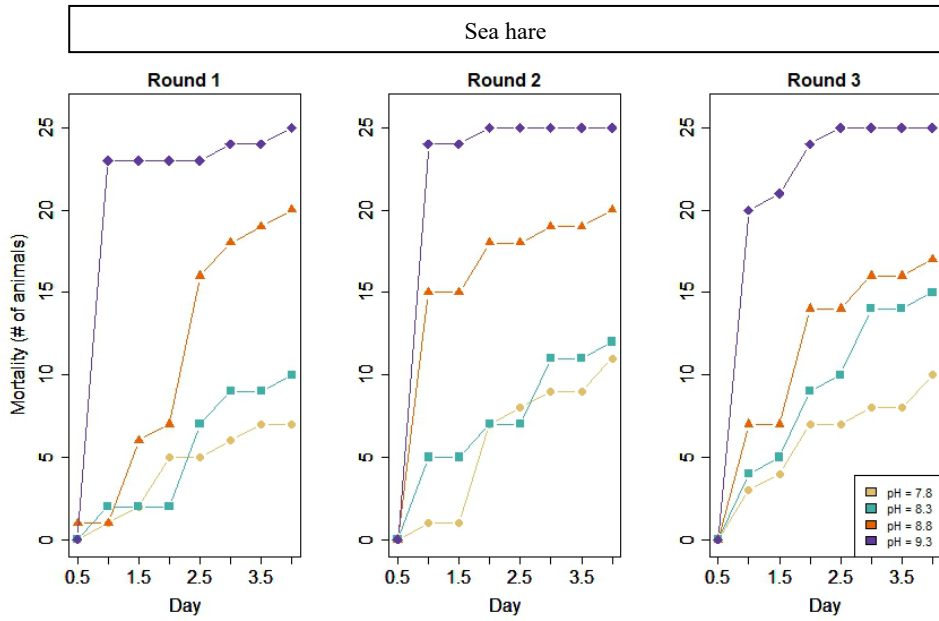 Sea hare
Round 1
Round 2
Round 3
Mortality (# of animals)
25
20
15
10
5
0
0.5 1.5 2.5 3.5
Day
25
20
15
10
5
0
0.5 1.5 2.5 3.5
Day
25
20
15
10
5
0
0.5 1.5 2.5 3.5
Day
pH = 7.8
pH = 8.3
pH = 8.8
pH = 9.3